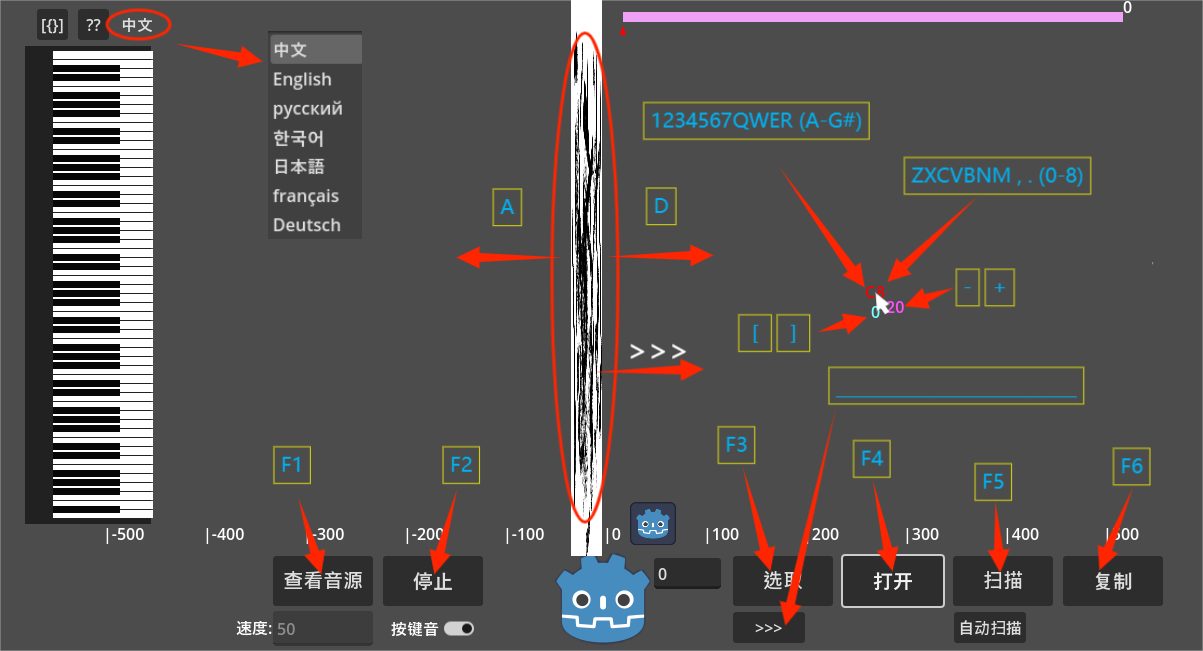 [{}] ?? 中文
0
中文
English
русский
한국어
日本語
français
Deutsch
1234567QWER (A-G#)
ZXCVBNM , . (0-8)
A
D
- +
20
0
[ ]
>>>
F1
F2
F3
F4
F5
F6
|-500 |-400 |-300 |-200 |-100 |0 |100 |200 |300 |400 |500
查看音源 停止 0 选取 打开 扫描 复制
速度: 50 按键音 >>> 自动扫描